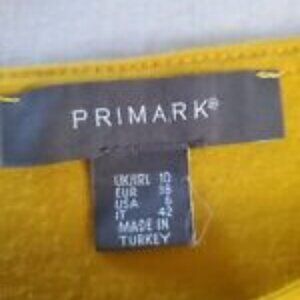 PRIMARK®
UK/IRL 10
EUR 38
USA 6
IT 42
MADE IN
TURKEY